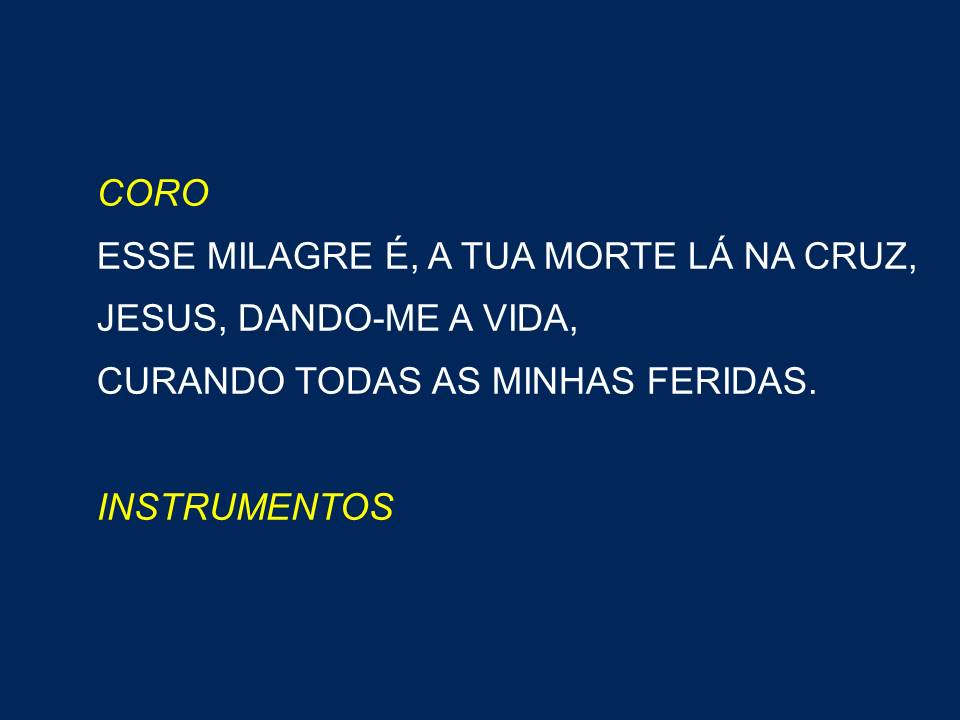 CORO
ESSE MILAGRE É, A TUA MORTE LÁ NA CRUZ,
JESUS, DANDO-ME A VIDA,
CURANDO TODAS AS MINHAS FERIDAS.
INSTRUMENTOS